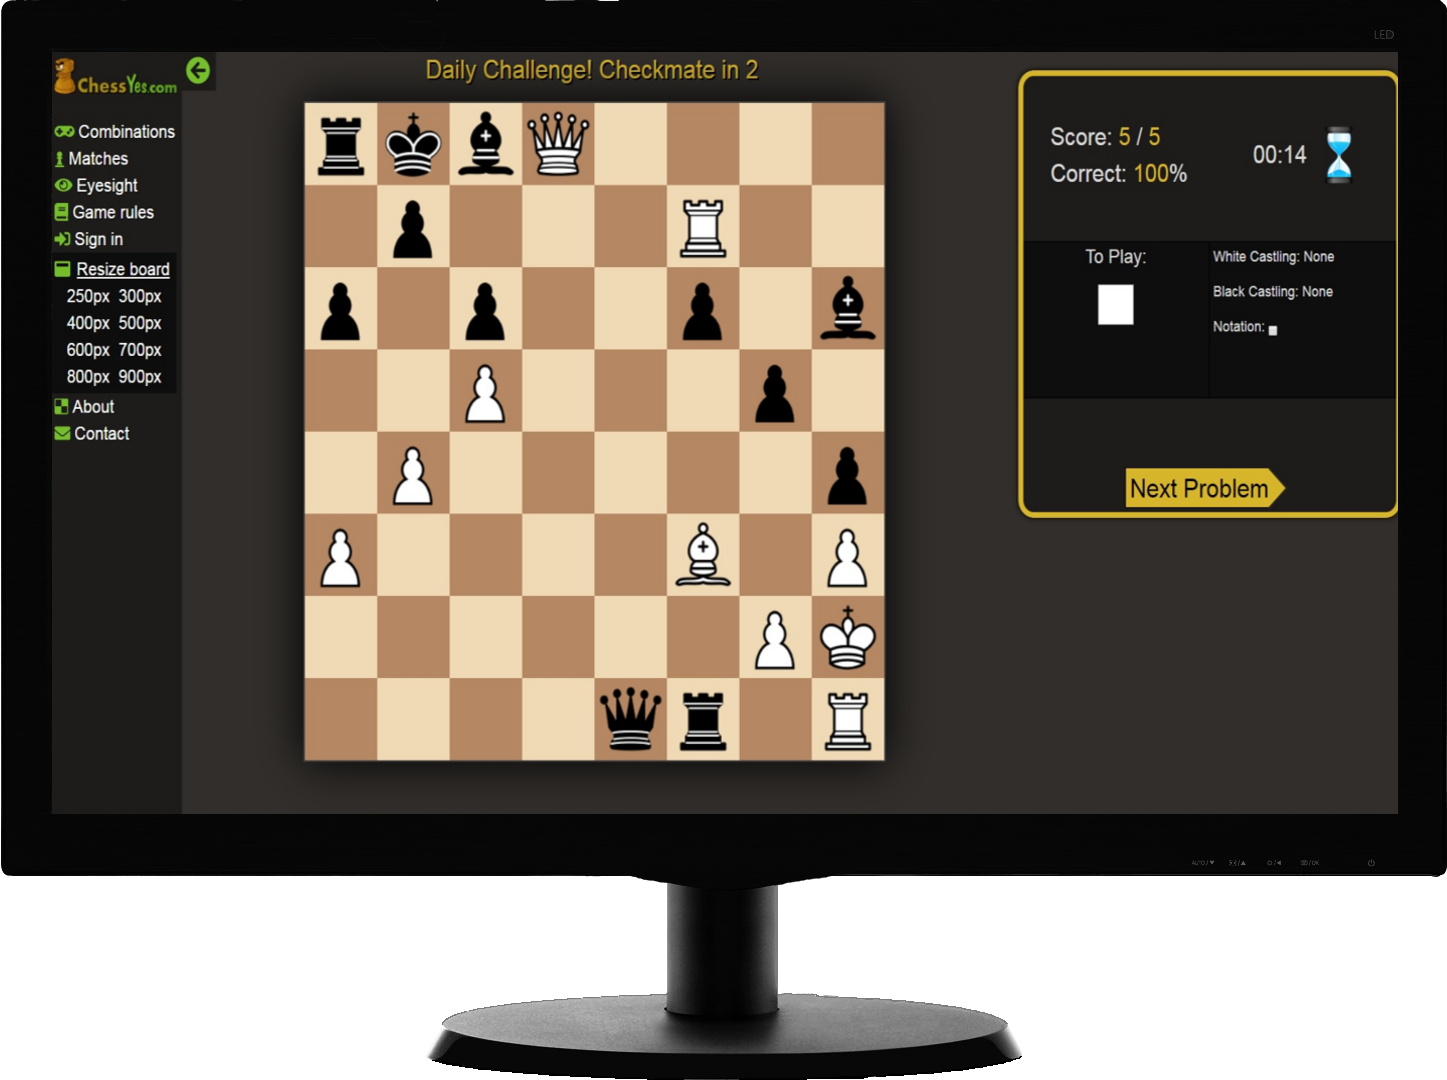 LED
ChessYes.com
Daily Challenge! Checkmate in 2
Combinations
Matches
Eyesight
Game rules
Sign in
Resize board
250px 300px
400px 500px
600px 700px
800px 900px
About
Contact
Score: 5 / 5
Correct: 100%
00:14
To Play:
White Castling: None
Black Castling: None
Notation:
Next Problem